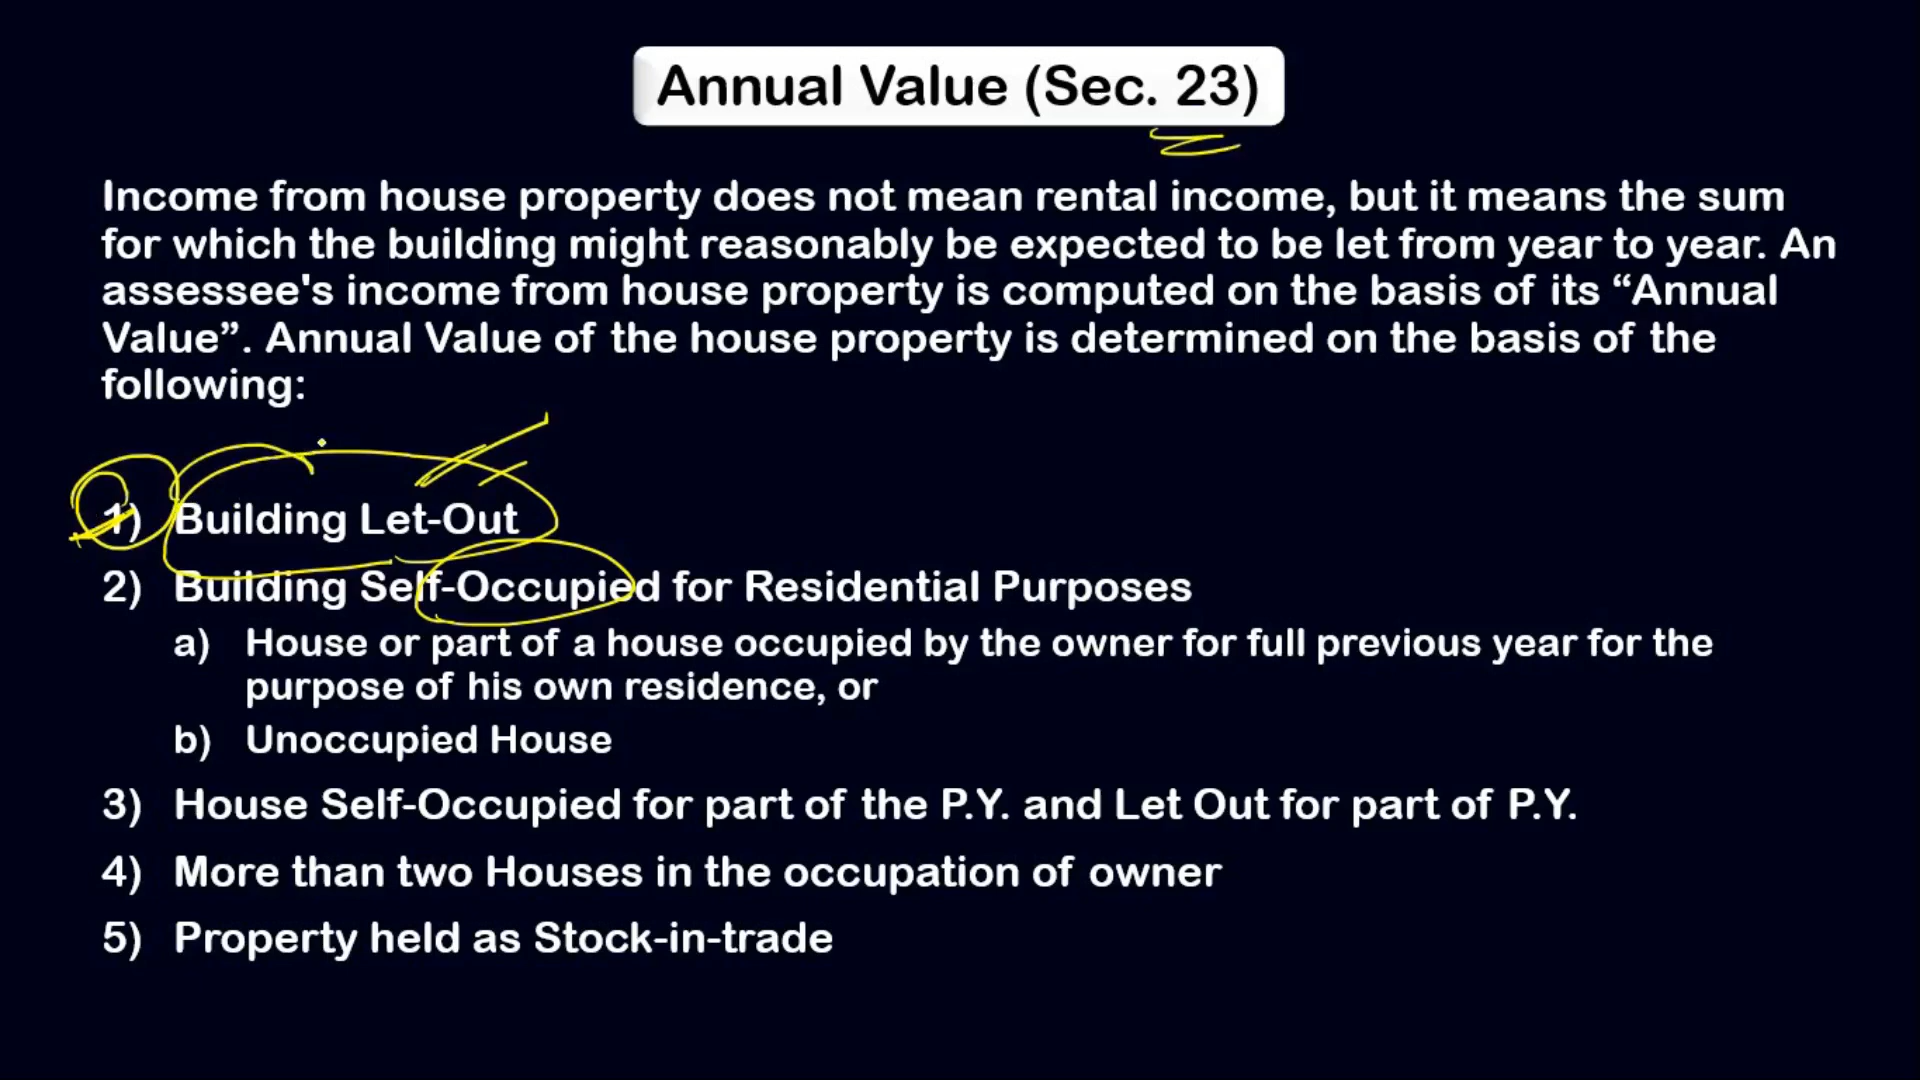 Annual Value (Sec. 23)
Income from house property does not mean rental income, but it means the sum
for which the building might reasonably be expected to be let from year to year. An
assessee's income from house property is computed on the basis of its “Annual
Value”. Annual Value of the house property is determined on the basis of the
following:
1) Building Let-Out
2) Building Self-Occupied for Residential Purposes
a) House or part of a house occupied by the owner for full previous year for the
purpose of his own residence, or
b) Unoccupied House
3) House Self-Occupied for part of the P.Y. and Let Out for part of P.Y.
4) More than two Houses in the occupation of owner
5) Property held as Stock-in-trade